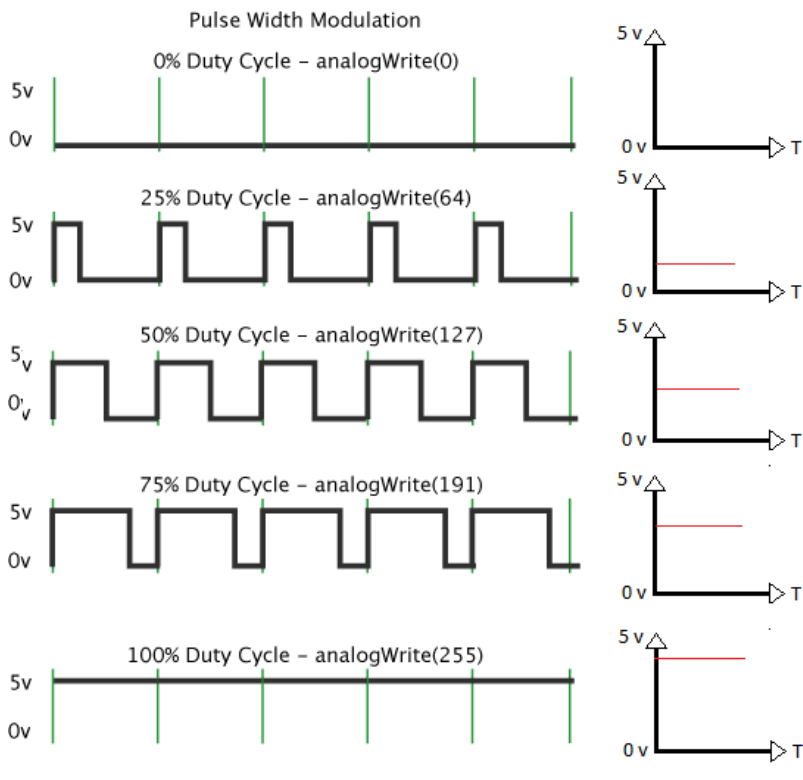 Pulse Width Modulation
0% Duty Cycle – analogWrite(0)
5v
0v
5 v
0 v
T
25% Duty Cycle – analogWrite(64)
5v
0v
5 v
0 v
T
50% Duty Cycle – analogWrite(127)
5v
0v
5 v
0 v
T
75% Duty Cycle – analogWrite(191)
5v
0v
5 v
0 v
T
100% Duty Cycle – analogWrite(255)
5v
0v
5 v
0 v
T